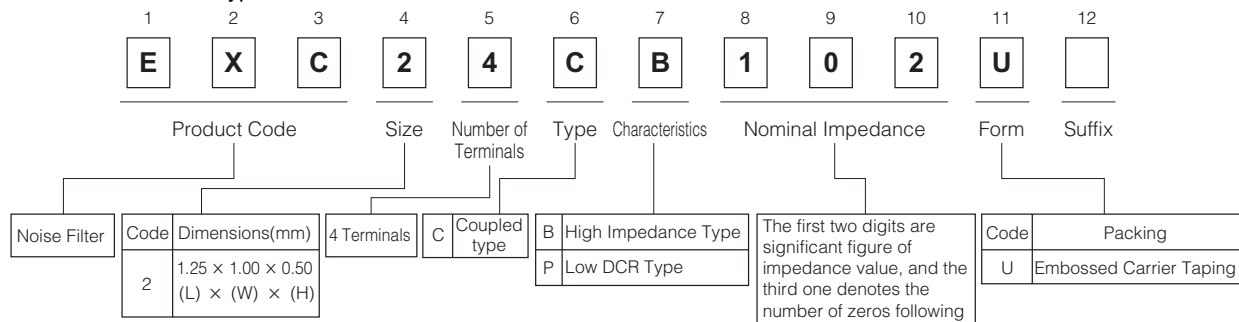 1 2 3 4 5 6 7 8 9 10 11 12
E X C 2 4 C B 1 0 2 U
Product Code Size Number of Terminals Type Characteristics Nominal Impedance Form Suffix
Noise Filter
Code Dimensions(mm)
2 1.25 × 1.00 × 0.50
(L) × (W) × (H)
4 Terminals
C Coupled type
B High Impedance Type
P Low DCR Type
The first two digits are
significant figure of
impedance value, and the
third one denotes the
number of zeros following
Code Packing
U Embossed Carrier Taping